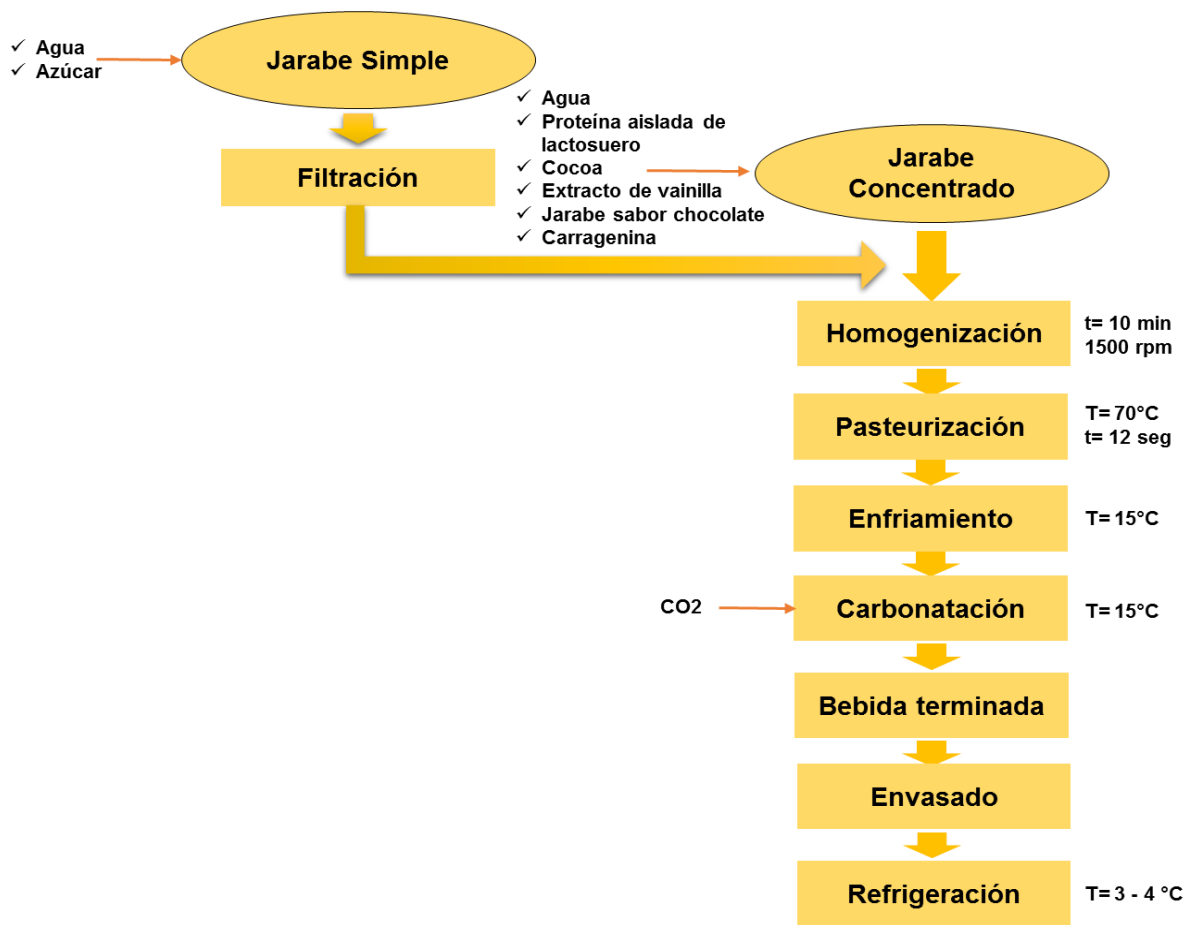 ✓ Agua
✓ Azúcar
Jarabe Simple
Filtración
✓ Agua
✓ Proteína aislada de
lactosuero
✓ Cocoa
✓ Extracto de vainilla
✓ Jarabe sabor chocolate
✓ Carragenina
Jarabe
Concentrado
Homogenización
t= 10 min
1500 rpm
Pasteurización
T= 70°C
t= 12 seg
Enfriamiento
T= 15°C
CO2
Carbonatación
T= 15°C
Bebida terminada
Envasado
Refrigeración
T= 3 - 4 °C